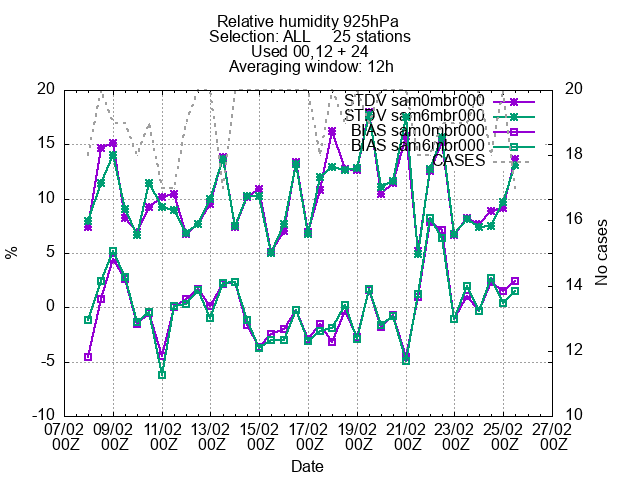 Relative humidity 925hPa
Selection: ALL 25 stations
Used 00,12 + 24
Averaging window: 12h
STDV sam0mbr000
STDV sam6mbr000
BIAS sam0mbr000
BIAS sam6mbr000
CASES
20
15
10
5
0
-5
-10
%
20
18
16
14
12
10
No cases
07/02 09/02 11/02 13/02 15/02 17/02 19/02 21/02 23/02 25/02 27/02
00Z 00Z 00Z 00Z 00Z 00Z 00Z 00Z 00Z 00Z 00Z
Date